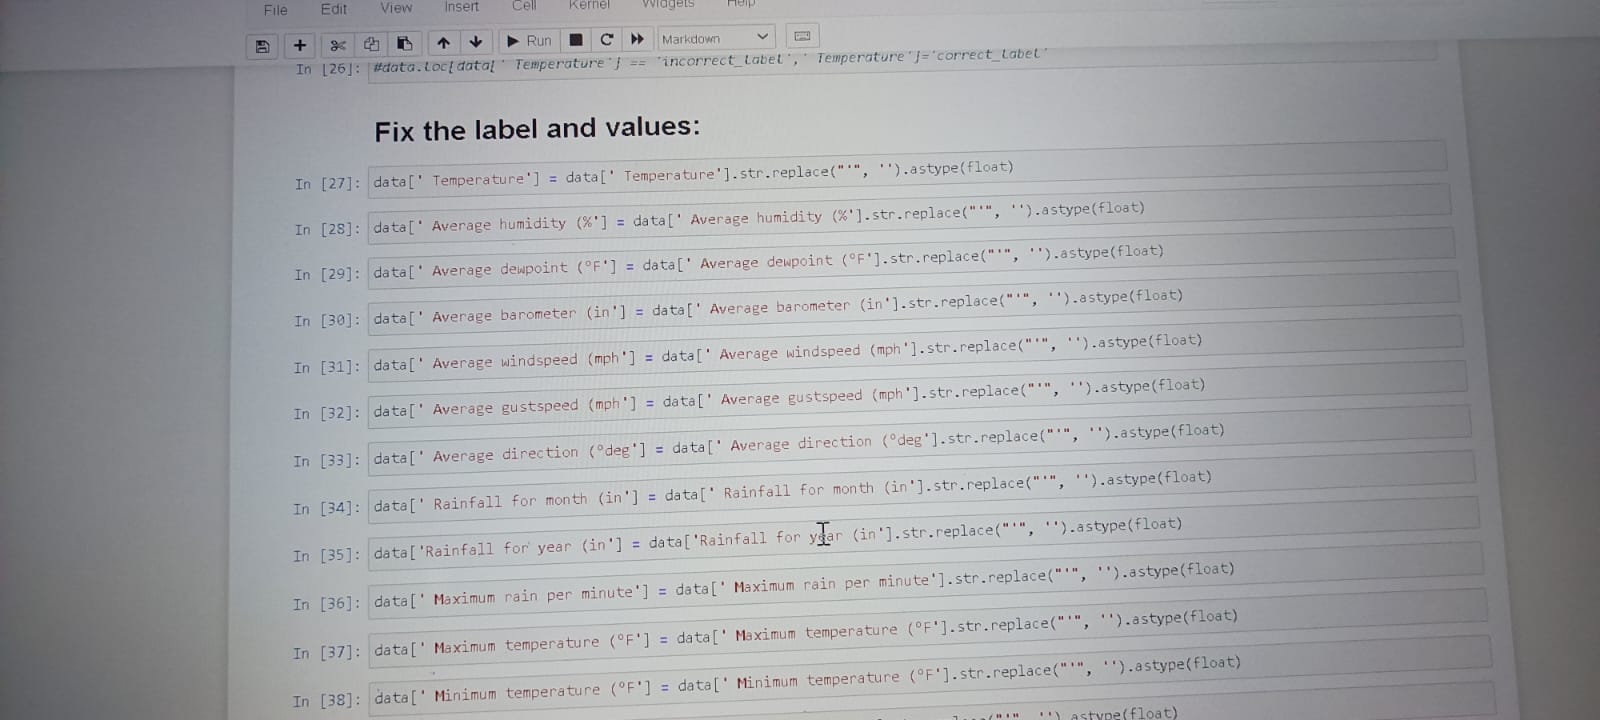 File Edit View Insert Cell Kernel Widgets Help
Run Markdown
In [26]: #data.loc[data[' Temperature'] == 'incorrect_label',' Temperature']='correct_label'
Fix the label and values:
In [27]: data[' Temperature'] = data[' Temperature'].str.replace("'", '').astype(float)
In [28]: data[' Average humidity (%'] = data[' Average humidity (%'].str.replace("'", '').astype(float)
In [29]: data[' Average dewpoint (°F'] = data[' Average dewpoint (°F'].str.replace("'", '').astype(float)
In [30]: data[' Average barometer (in'] = data[' Average barometer (in'].str.replace("'", '').astype(float)
In [31]: data[' Average windspeed (mph'] = data[' Average windspeed (mph'].str.replace("'", '').astype(float)
In [32]: data[' Average gustspeed (mph'] = data[' Average gustspeed (mph'].str.replace("'", '').astype(float)
In [33]: data[' Average direction (°deg'] = data[' Average direction (°deg'].str.replace("'", '').astype(float)
In [34]: data[' Rainfall for month (in'] = data[' Rainfall for month (in'].str.replace("'", '').astype(float)
In [35]: data['Rainfall for year (in'] = data['Rainfall for year (in'].str.replace("'", '').astype(float)
In [36]: data[' Maximum rain per minute'] = data[' Maximum rain per minute'].str.replace("'", '').astype(float)
In [37]: data[' Maximum temperature (°F'] = data[' Maximum temperature (°F'].str.replace("'", '').astype(float)
In [38]: data[' Minimum temperature (°F'] = data[' Minimum temperature (°F'].str.replace("'", '').astype(float)
astype(float)